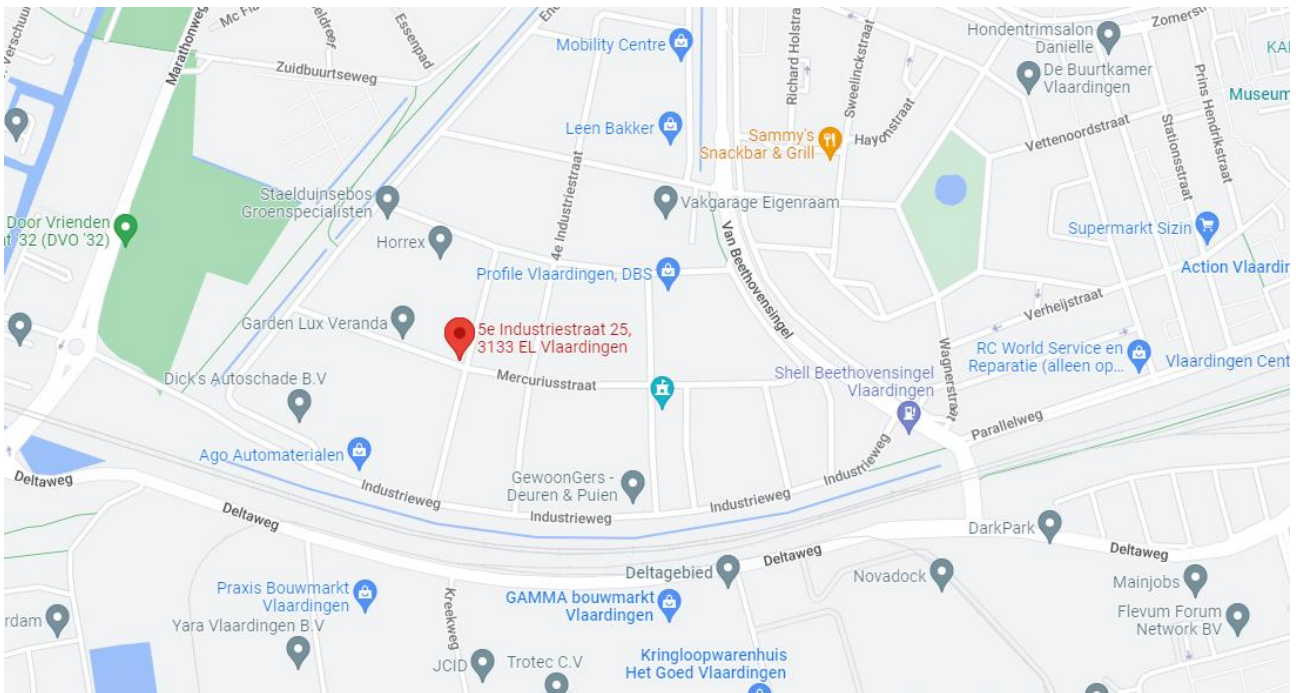 Marathonweg
Zuidbuurtseweg
Essenpad
Mobility Centre
Richard Holstraat
Sweelinckstraat
Hondentrimsalon
Danielle
Zomerstraat
De Buurtkamer
Vlaardingen
Prins Hendrikstraat
Museum
Leen Bakker
Sammy's
Snackbar & Grill
Haydnstraat
Vettenoordstraat
Stationsstraat
Staelduinsebos
Groenspecialisten
4e Industriestraat
Vakgarage Eigenraam
Door Vrienden
'32 (DVO '32)
Horrex
Van Beethovensingel
Supermarkt Sizin
Profile Vlaardingen, DBS
Action Vlaardin
Verheijstraat
Garden Lux Veranda
5e Industriestraat 25,
3133 EL Vlaardingen
Wagnerstraat
RC World Service en
Reparatie (alleen op...
Vlaardingen Cent
Dick's Autoschade B.V
Mercuriusstraat
Shell Beethovensingel
Vlaardingen
Parallelweg
Ago Automaterialen
Deltaweg
Industrieweg
GewoonGers -
Deuren & Puien
Industrieweg
Industrieweg
Industrieweg
Deltaweg
DarkPark
Deltaweg
Deltaweg
Deltagebied
Novadock
Praxis Bouwmarkt
Vlaardingen
GAMMA bouwmarkt
Vlaardingen
Mainjobs
Kreekweg
Flevum Forum
Network BV
rdam
Yara Vlaardingen B.V
JCID
Trotec C.V
Kringloopwarenhuis
Het Goed Vlaardingen